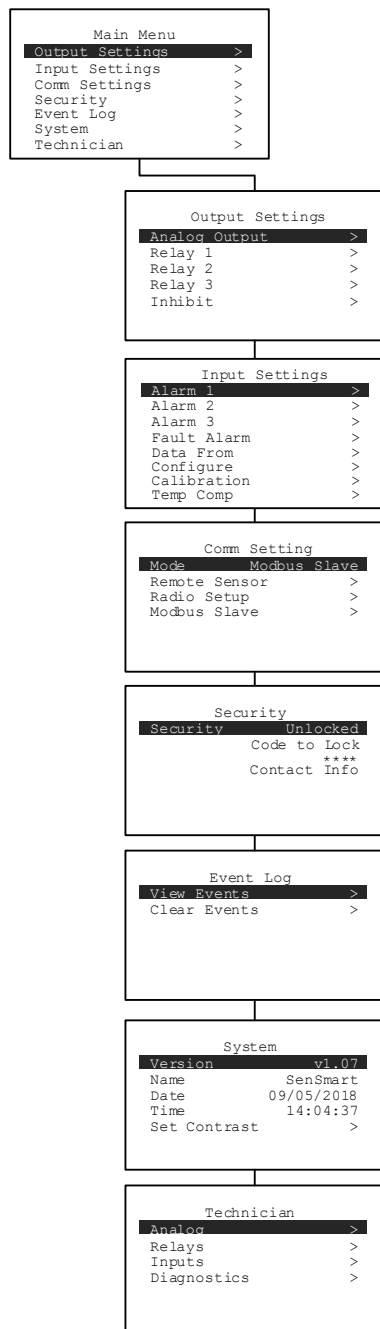 Main Menu
Output Settings >
Input Settings >
Comm Settings >
Security >
Event Log >
System >
Technician >
Output Settings
Analog Output >
Relay 1 >
Relay 2 >
Relay 3 >
Inhibit >
Input Settings
Alarm 1 >
Alarm 2 >
Alarm 3 >
Fault Alarm >
Data From >
Configure >
Calibration >
Temp Comp >
Comm Setting
Mode Modbus Slave
Remote Sensor >
Radio Setup >
Modbus Slave >
Security
Security Unlocked
Code to Lock
****
Contact Info
Event Log
View Events >
Clear Events >
System
Version v1.07
Name SenSmart
Date 09/05/2018
Time 14:04:37
Set Contrast >
Technician
Analog >
Relays >
Inputs >
Diagnostics >